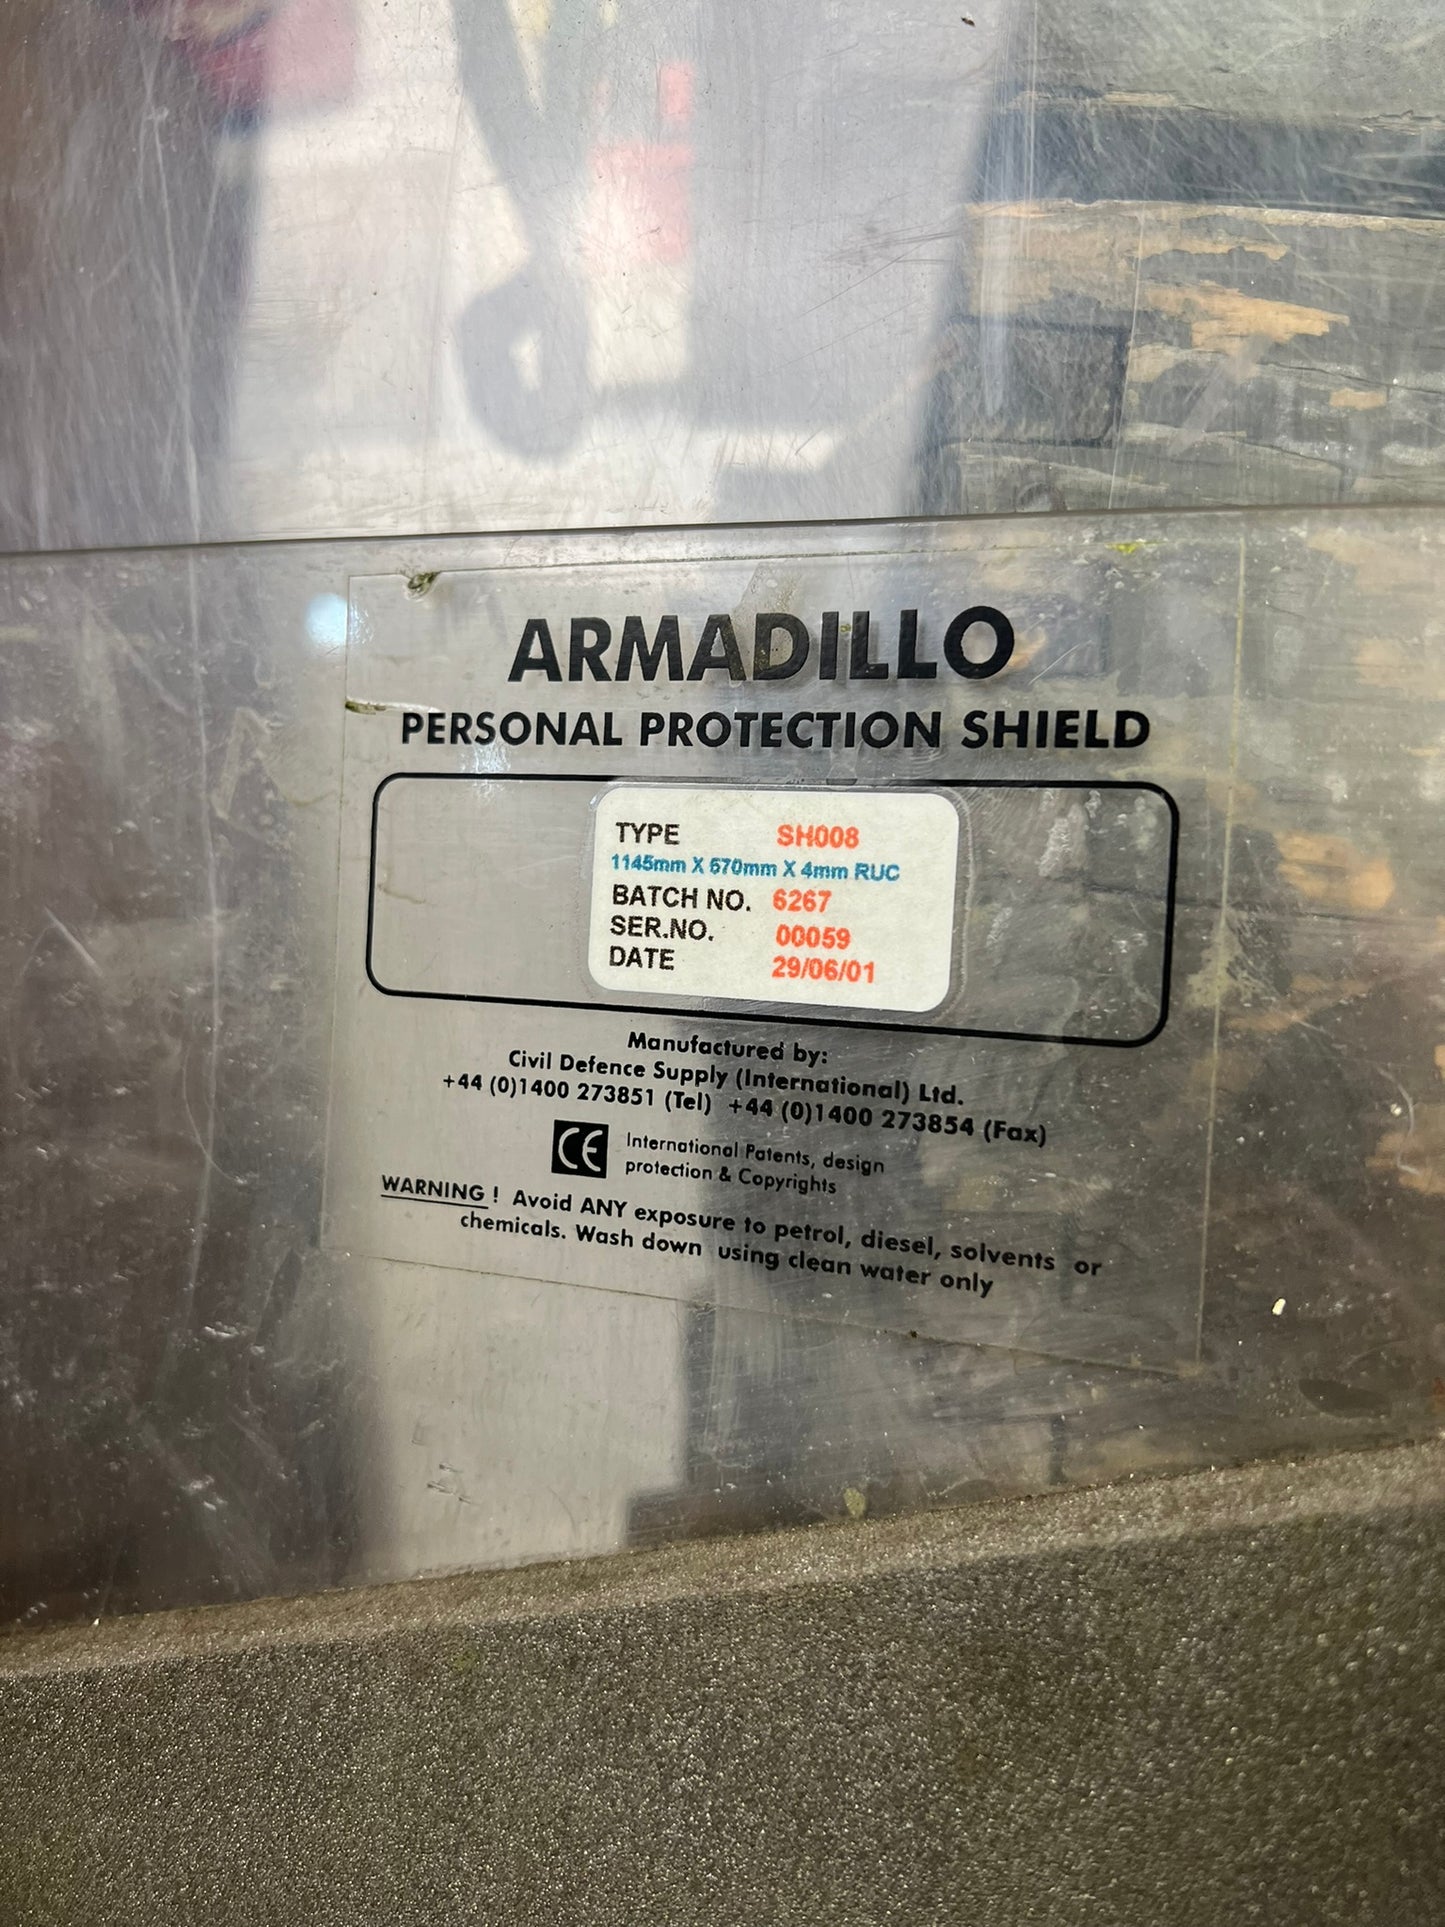 ARMADILLO
PERSONAL PROTECTION SHIELD
TYPE SH008
1145mm X 570mm X 4mm RUC
BATCH NO. 6267
SER.NO. 00059
DATE 29/06/01
Manufactured by:
Civil Defence Supply (International) Ltd.
+44 (0)1400 273851 (Tel) +44 (0)1400 273854 (Fax)
CE International Patents, design
protection & Copyrights
WARNING ! Avoid ANY exposure to petrol, diesel, solvents or
chemicals. Wash down using clean water only